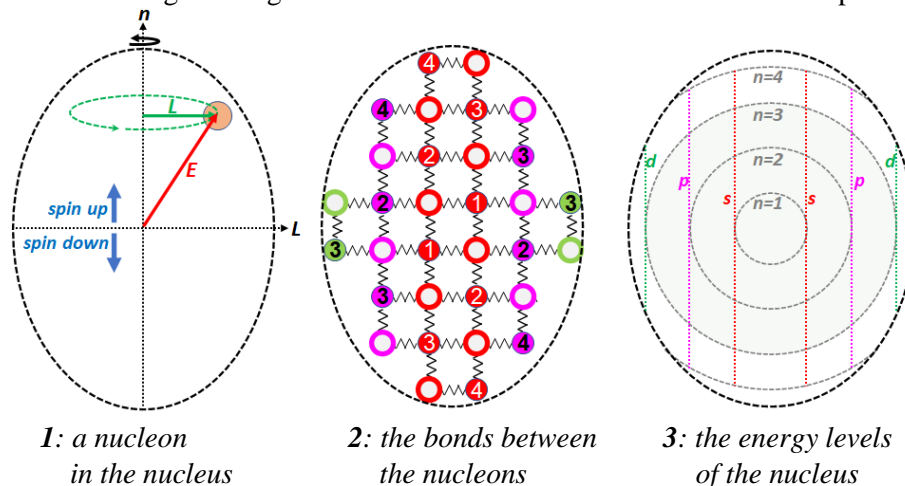 n
L
E
spin up
spin down
L
4
4 3
2 3
2 1 3
3 1 2
3 2
3 4
4
n=4
n=3
n=2
d d
p p
s s
n=1
1: a nucleon
in the nucleus
2: the bonds between
the nucleons
3: the energy levels
of the nucleus